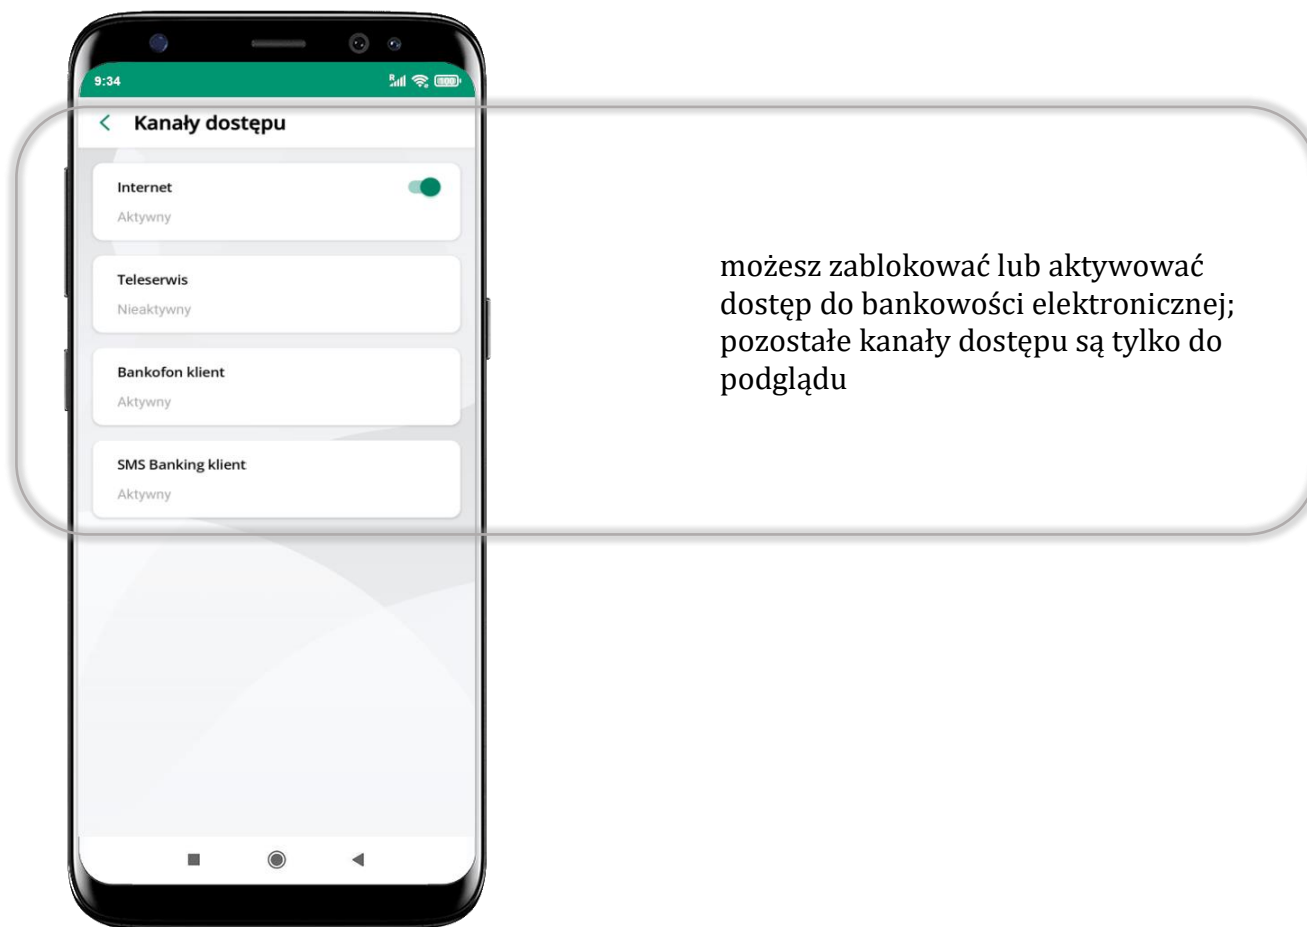 9:34
Kanały dostępu
Internet
Aktywny
Teleserwis
Nieaktywny
Bankofon klient
Aktywny
SMS Banking klient
Aktywny
możesz zablokować lub aktywować
dostęp do bankowości elektronicznej;
pozostałe kanały dostępu są tylko do
podglądu